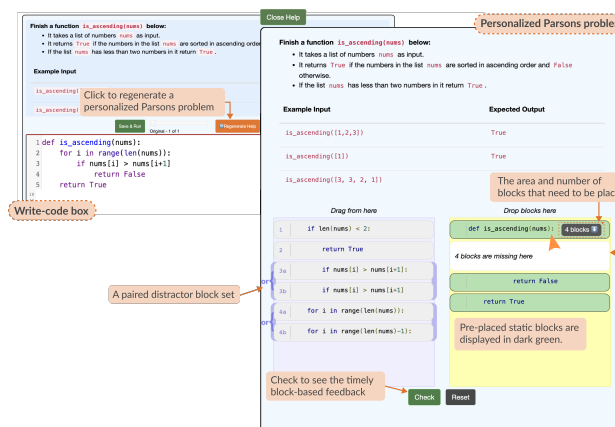 Close Help
Personalized Parsons proble
Finish a function is_ascending(nums) below:
• It takes a list of numbers nums as input.
• It returns True if the numbers in the list nums are sorted in ascending order
• If the list nums has less than two numbers in it return True.
Example Input
is_ascending(
is_ascending(
Click to regenerate a
personalized Parsons problem
Save & Run
Original - 1 of 1
Regenerate Help
1 def is_ascending(nums):
2 for i in range(len(nums)):
3 if nums[i] > nums[i+1]
4 return False
5 return True
Write-code box
Finish a function is_ascending(nums) below:
• It takes a list of numbers nums as input.
• It returns True if the numbers in the list nums are sorted in ascending order and False
otherwise.
• If the list nums has less than two numbers in it return True.
Example Input Expected Output
is_ascending([1,2,3]) True
is_ascending([1]) True
is_ascending([3, 3, 2, 1])
The area and number of
blocks that need to be plac
Drag from here
Drop blocks here
1 if len(nums) < 2:
2 return True
or
3a if nums[i] > nums[i+1]:
3b if nums[i] > nums[i+1]
or
4a for i in range(len(nums)):
4b for i in range(len(nums)-1):
def is_ascending(nums):
4 blocks
4 blocks are missing here
return False
return True
A paired distractor block set
Pre-placed static blocks are
displayed in dark green.
Check to see the timely
block-based feedback
Check
Reset